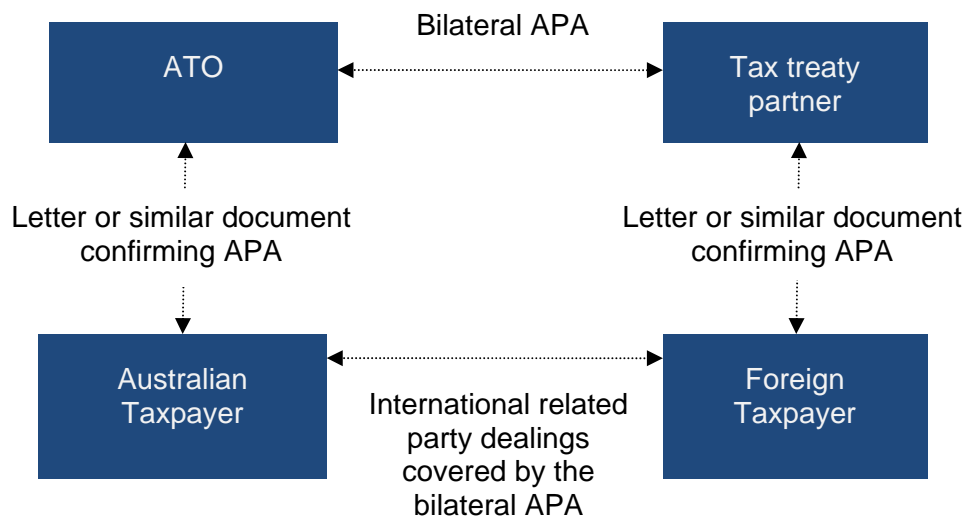 Bilateral APA
ATO
Tax treaty
partner
Letter or similar document
confirming APA
Letter or similar document
confirming APA
Australian
Taxpayer
International related
party dealings
covered by the
bilateral APA
Foreign
Taxpayer